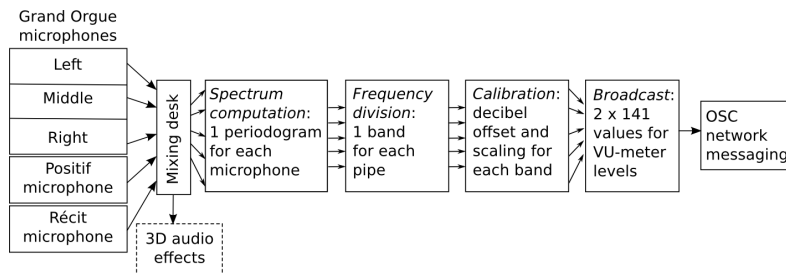 Grand Orgue
microphones
Left
Middle
Right
Positif
microphone
Récit
microphone
Mixing desk
3D audio
effects
Spectrum
computation:
1 periodogram
for each
microphone
Frequency
division:
1 band
for each
pipe
Calibration:
decibel
offset and
scaling for
each band
Broadcast:
2 x 141
values for
VU-meter
levels
OSC
network
messaging